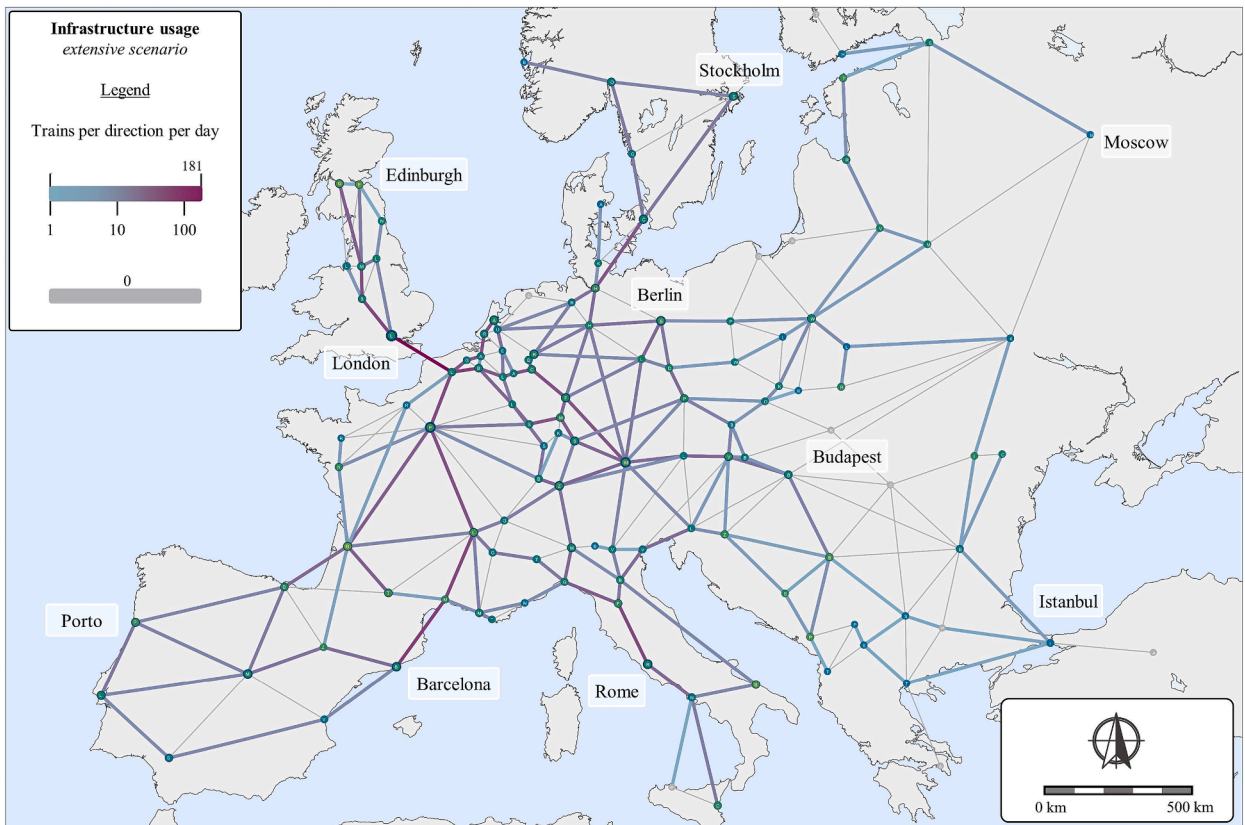 Infrastructure usage
extensive scenario
Legend
Trains per direction per day
181
1 10 100
0
Stockholm
Moscow
Edinburgh
Berlin
London
Budapest
Porto
Istanbul
Barcelona
Rome
0 km 500 km